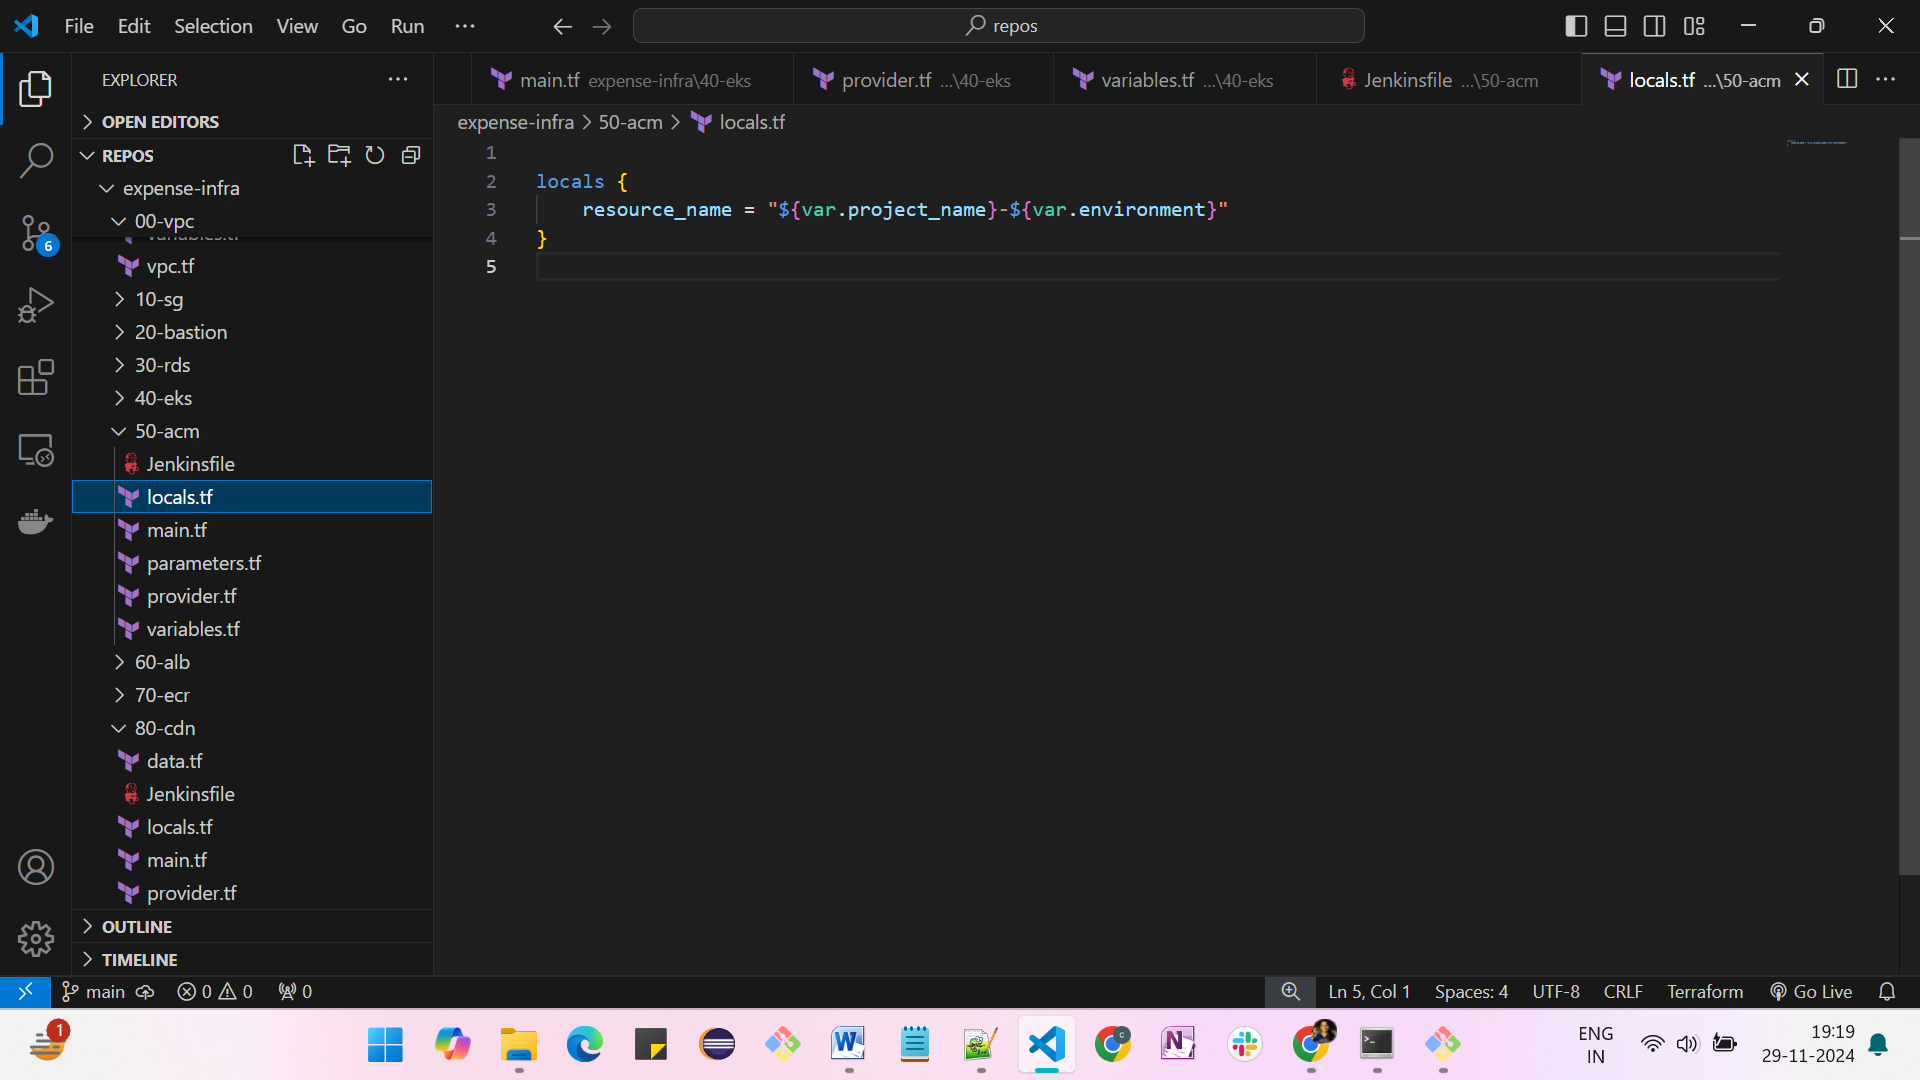 File Edit Selection View Go Run ··· repos
EXPLORER
OPEN EDITORS
REPOS
expense-infra
00-vpc
variables.tf
vpc.tf
10-sg
20-bastion
30-rds
40-eks
50-acm
Jenkinsfile
locals.tf
main.tf
parameters.tf
provider.tf
variables.tf
60-alb
70-ecr
80-cdn
data.tf
Jenkinsfile
locals.tf
main.tf
provider.tf
OUTLINE
TIMELINE
6
main.tf expense-infra\40-eks
provider.tf ...\40-eks
variables.tf ...\40-eks
Jenkinsfile ...\50-acm
locals.tf ...\50-acm
expense-infra > 50-acm > locals.tf
1
2 locals {
3 resource_name = "${var.project_name}-${var.environment}"
4 }
5
main 0 0 0 Ln 5, Col 1 Spaces: 4 UTF-8 CRLF Terraform Go Live
1
ENG
IN
19:19
29-11-2024